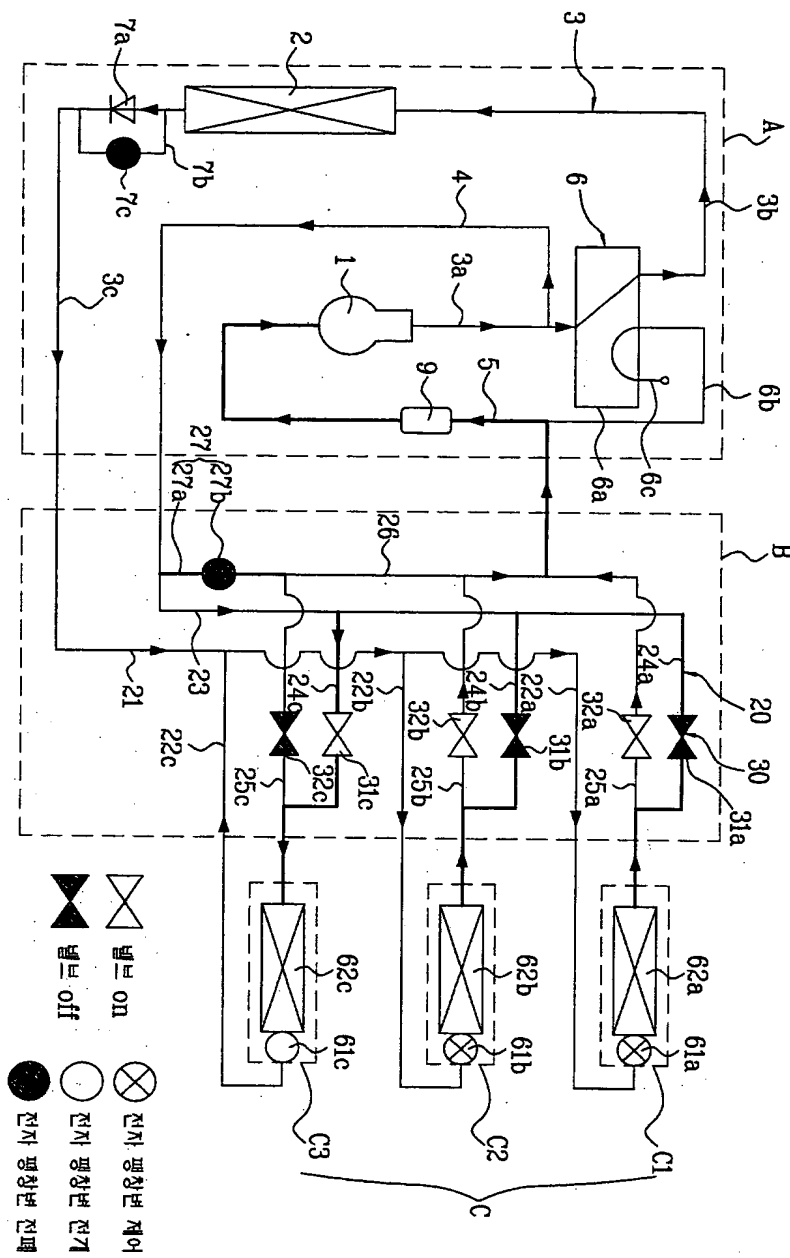 A
3
3b
2
7a
7b
7c
3c
6
6a
6b
6c
4
1
3a
5
9
B
27
27a
27b
26
21
23
20
30
24a
32a
31a
25a
22a
24b
32b
31b
25b
22b
24c
32c
31c
25c
22c
C
C1
62a
61a
C2
62b
61b
C3
62c
61c
밸브 on
밸브 off
전자 팽창변 제어
전자 팽창변 전개
전자 팽창변 전폐